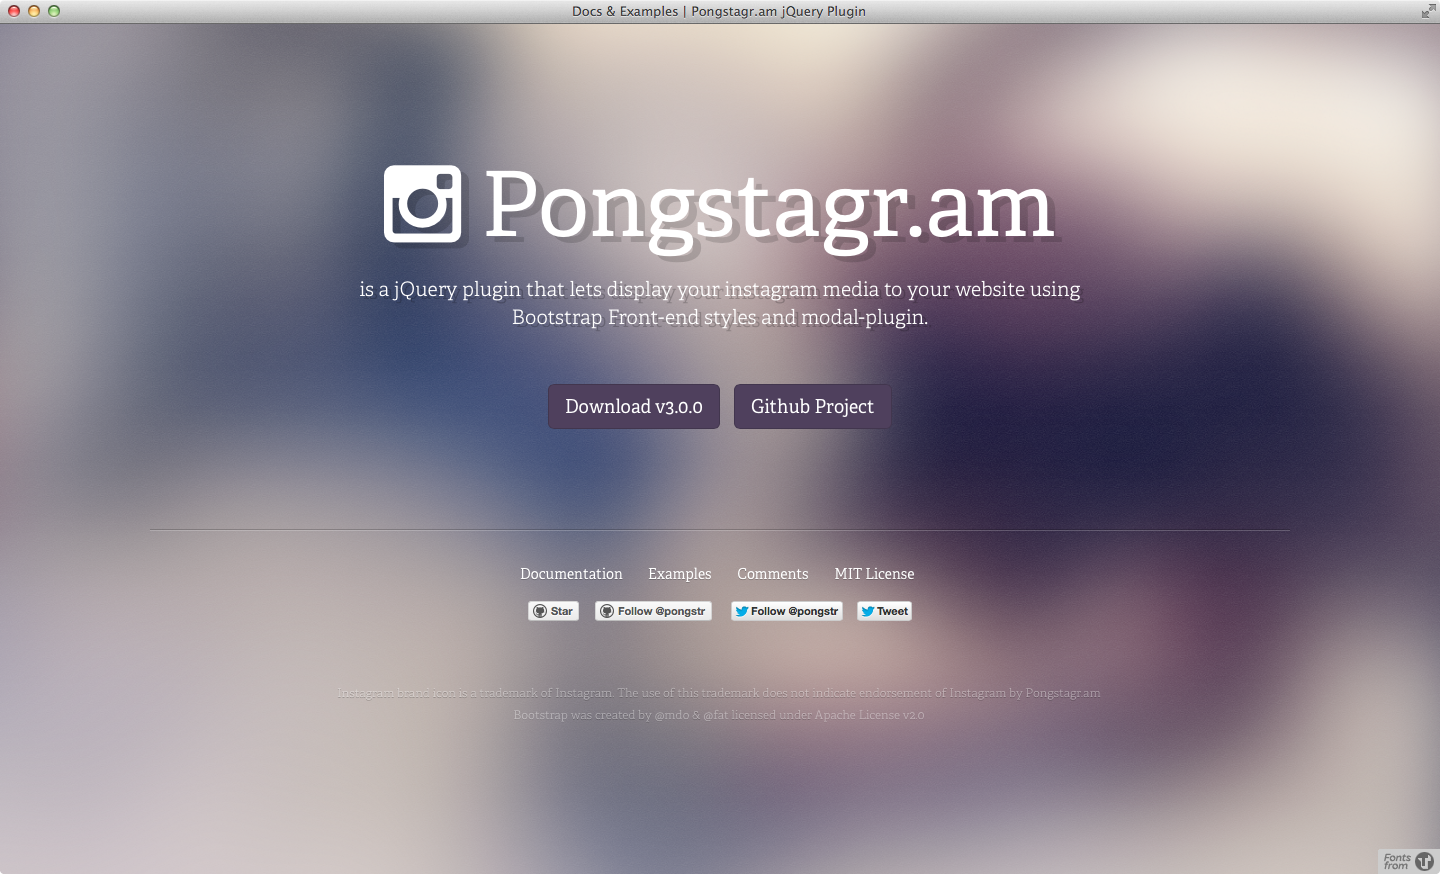 Docs & Examples | Pongstagr.am jQuery Plugin
Pongstagr.am
is a jQuery plugin that lets display your instagram media to your website using
Bootstrap Front-end styles and modal-plugin.
Download v3.0.0
Github Project
Documentation Examples Comments MIT License
Star Follow @pongstr Follow @pongstr Tweet
Instagram brand icon is a trademark of Instagram. The use of this trademark does not indicate endorsement of Instagram by Pongstagr.am
Bootstrap was created by @mdo & @fat licensed under Apache License v2.0
Fonts
from